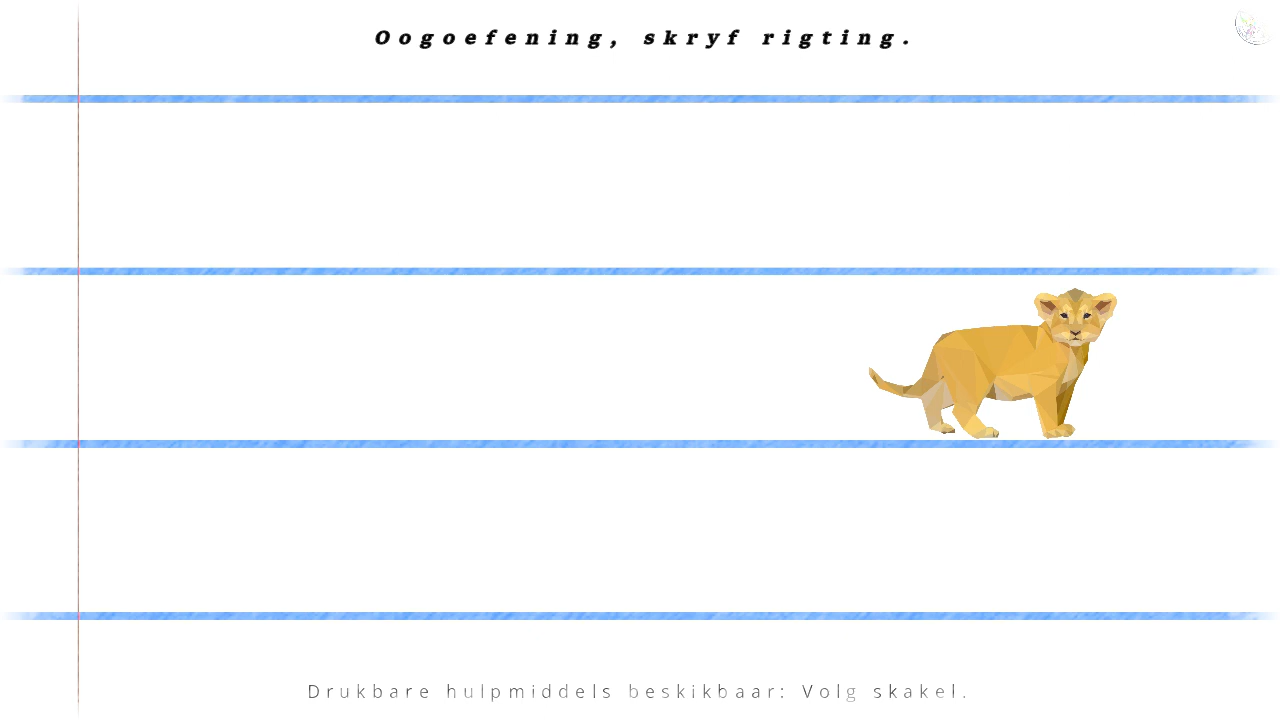 Oogoefening, skryf rigting.
Drukbare hulpmiddels beskikbaar: Volg skakel.